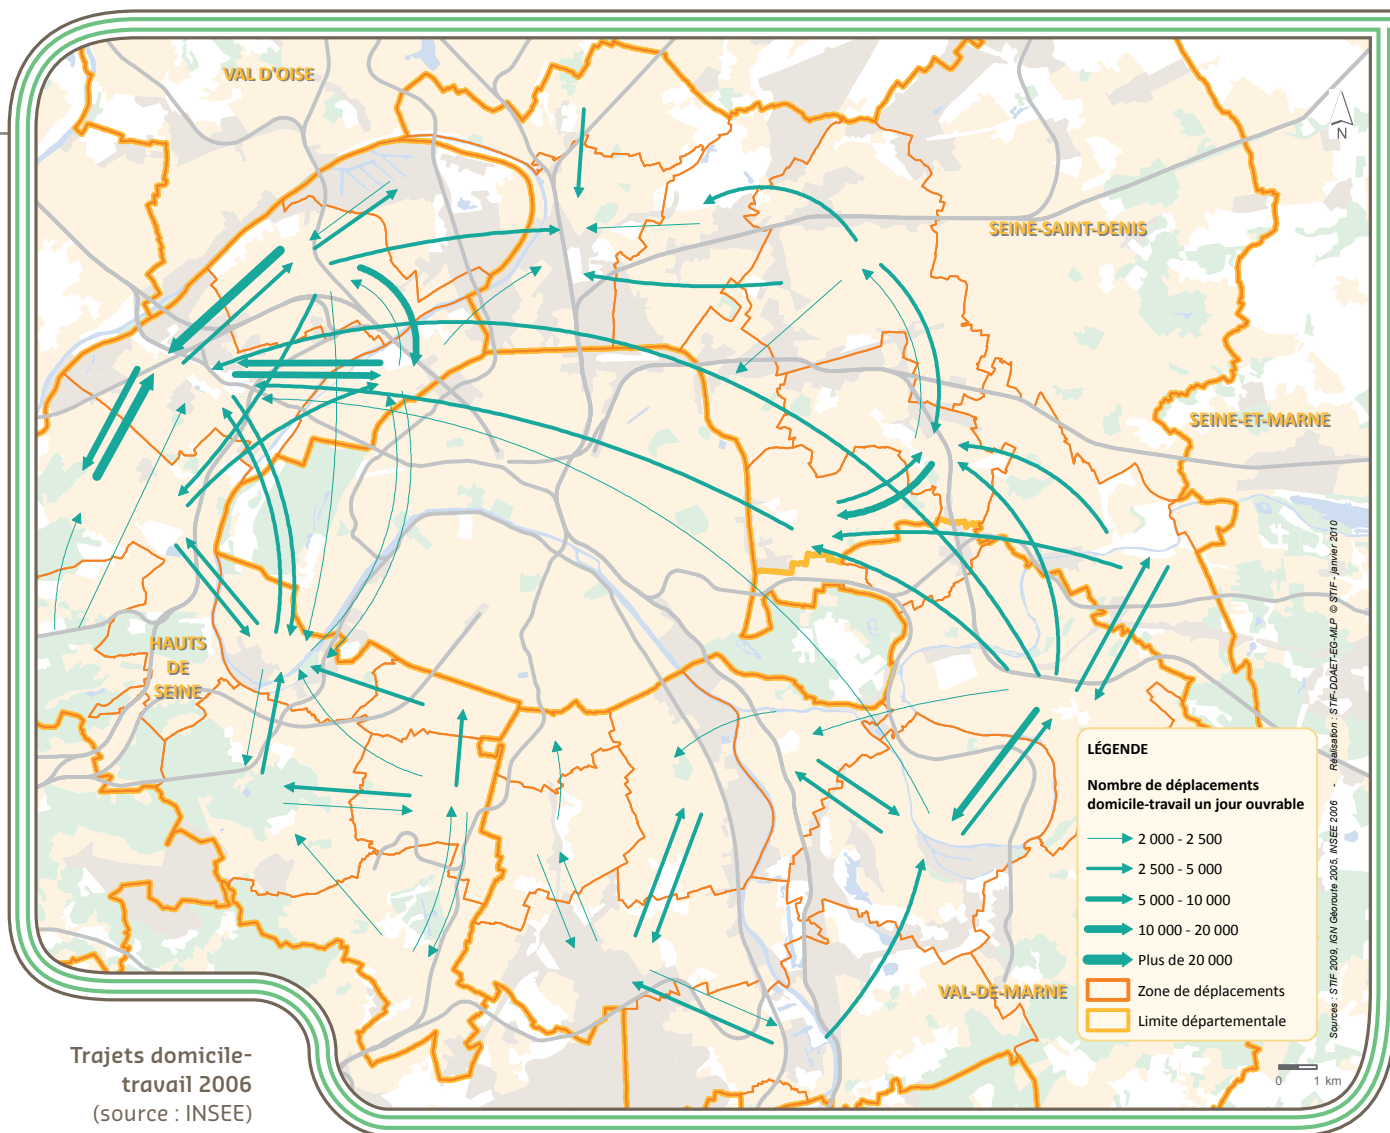 VAL D'OISE
N
SEINE-SAINT-DENIS
SEINE-ET-MARNE
HAUTS
DE
SEINE
VAL-DE-MARNE
LÉGENDE
Nombre de déplacements
domicile-travail un jour ouvrable
2 000 - 2 500
2 500 - 5 000
5 000 - 10 000
10 000 - 20 000
Plus de 20 000
Zone de déplacements
Limite départementale
Sources : STIF 2009, IGN Géoroute 2005, INSEE 2006 - Réalisation : STIF-DDAET-EG-MLP © STIF - janvier 2010
0 1 km
Trajets domicile-
travail 2006
(source : INSEE)